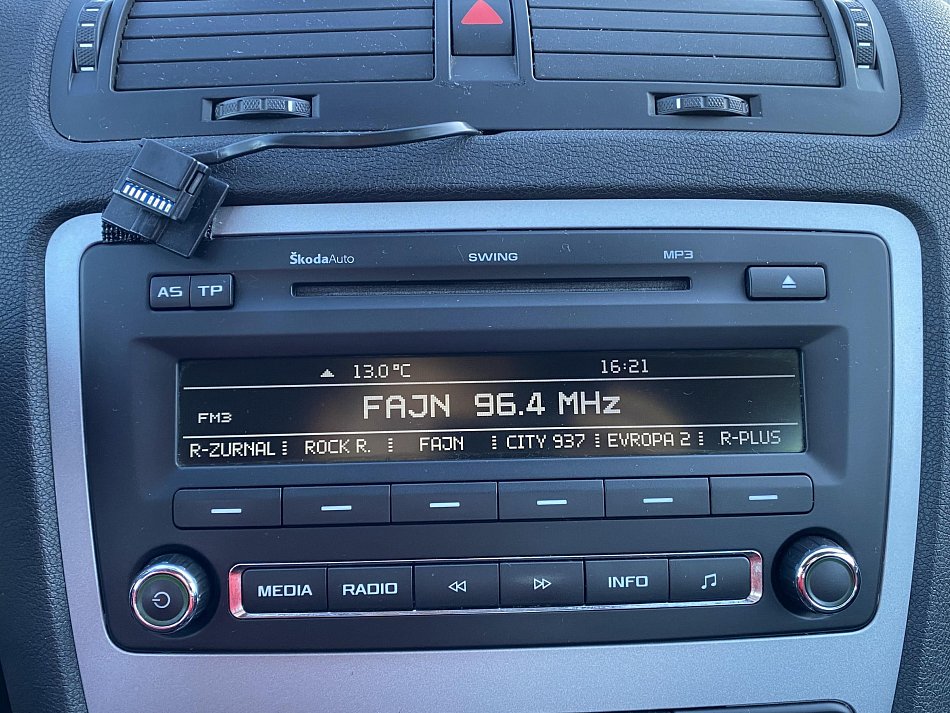 ŠkodaAuto SWING MP3
AS TP
13.0 °C 16:21
FAJN 96.4 MHz
FM3
R-ZURNAL ROCK R. FAJN CITY 937 EVROPA 2 R-PLUS
MEDIA RADIO INFO